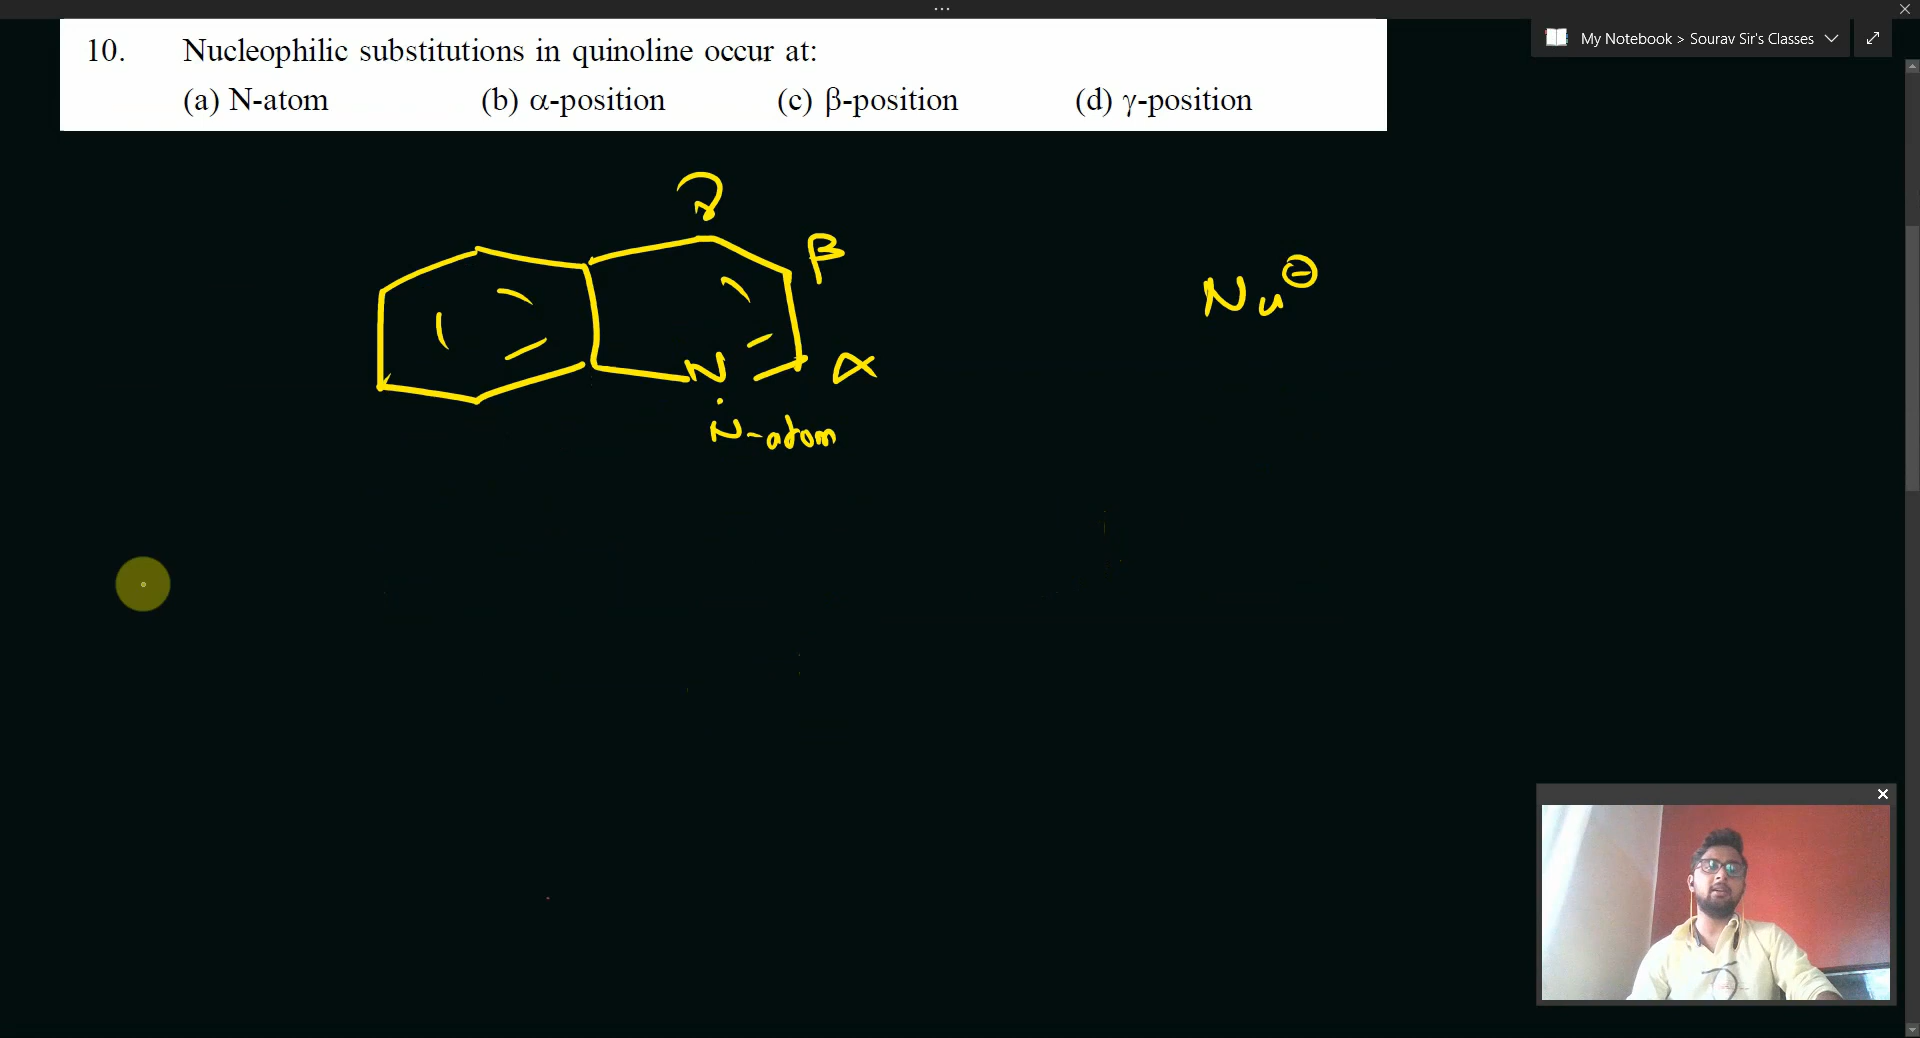 10. Nucleophilic substitutions in quinoline occur at:
(a) N-atom (b) α-position (c) β-position (d) γ-position
My Notebook > Sourav Sir's Classes
γ
β
Nu⊖
N
α
N-atom